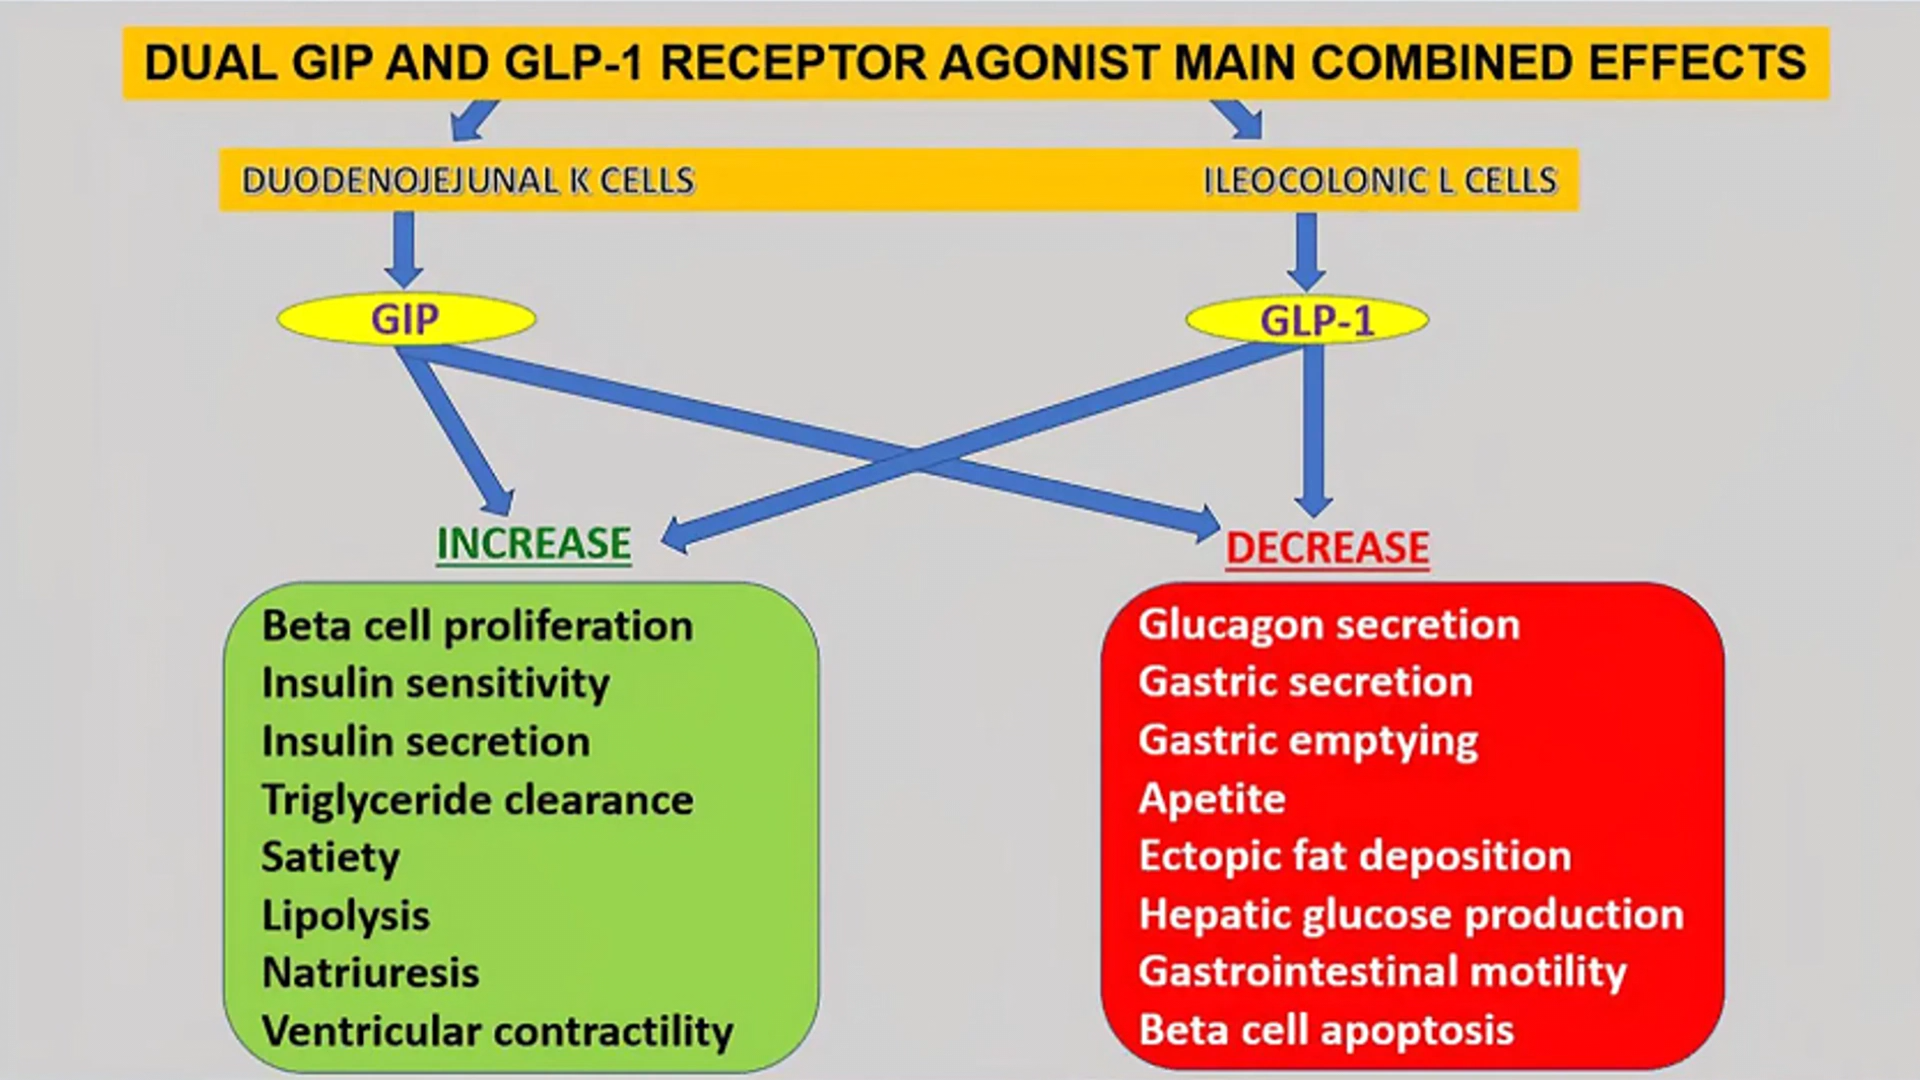 DUAL GIP AND GLP-1 RECEPTOR AGONIST MAIN COMBINED EFFECTS
DUODENOJEJUNAL K CELLS
ILEOCOLONIC L CELLS
GIP
GLP-1
INCREASE
Beta cell proliferation
Insulin sensitivity
Insulin secretion
Triglyceride clearance
Satiety
Lipolysis
Natriuresis
Ventricular contractility
DECREASE
Glucagon secretion
Gastric secretion
Gastric emptying
Apetite
Ectopic fat deposition
Hepatic glucose production
Gastrointestinal motility
Beta cell apoptosis